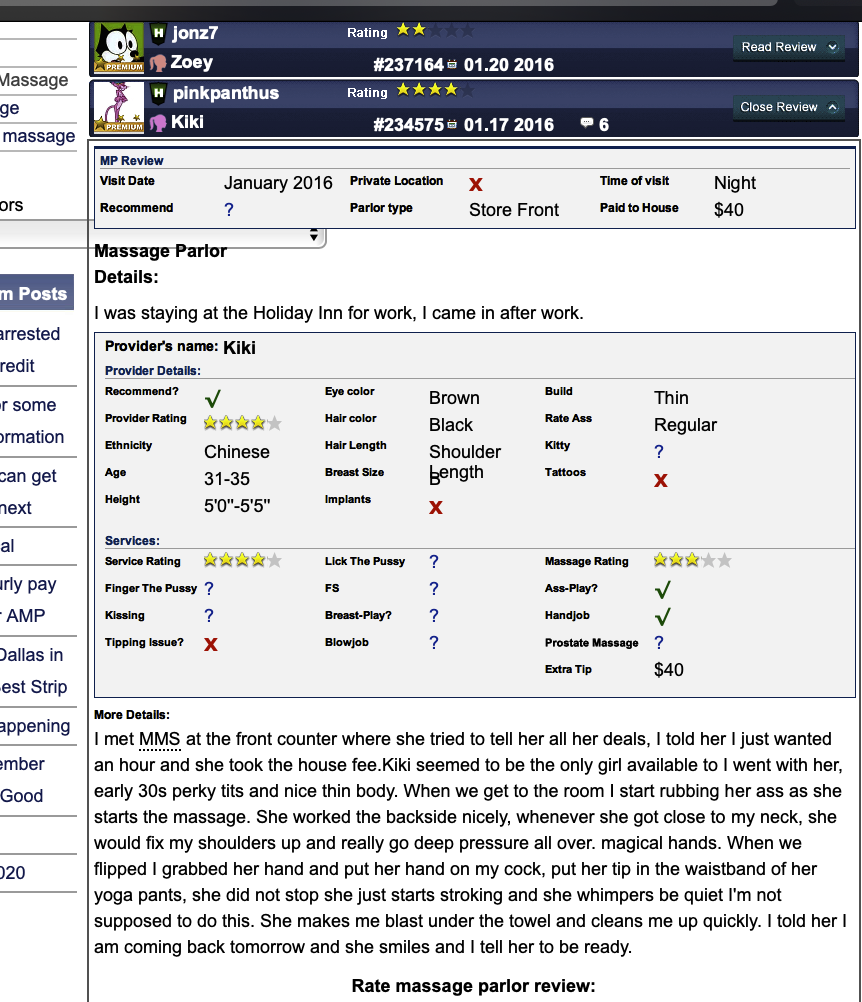 jonz7
Rating
Read Review
PREMIUM
Zoey
#237164 01.20 2016
Massage
pinkpanthus
Rating
Close Review
ge
PREMIUM
Kiki
#234575 01.17 2016 6
massage
MP Review
Visit Date January 2016 Private Location X Time of visit Night
ors
Recommend ? Parlor type Store Front Paid to House $40
Massage Parlor
Details:
m Posts
I was staying at the Holiday Inn for work, I came in after work.
arrested
redit
or some
ormation
can get
next
al
urly pay
r AMP
Dallas in
est Strip
appening
ember
Good
020
Provider's name: Kiki
Provider Details:
Recommend? √ Eye color Brown Build Thin
Provider Rating Hair color Black Rate Ass Regular
Ethnicity Chinese Hair Length Shoulder Length Kitty ?
Age 31-35 Breast Size B Tattoos X
Height 5'0"-5'5" Implants X
Services:
Service Rating Lick The Pussy ? Massage Rating
Finger The Pussy ? FS ? Ass-Play? √
Kissing ? Breast-Play? ? Handjob √
Tipping Issue? X Blowjob ? Prostate Massage ?
Extra Tip $40
More Details:
I met MMS at the front counter where she tried to tell her all her deals, I told her I just wanted
an hour and she took the house fee.Kiki seemed to be the only girl available to I went with her,
early 30s perky tits and nice thin body. When we get to the room I start rubbing her ass as she
starts the massage. She worked the backside nicely, whenever she got close to my neck, she
would fix my shoulders up and really go deep pressure all over. magical hands. When we
flipped I grabbed her hand and put her hand on my cock, put her tip in the waistband of her
yoga pants, she did not stop she just starts stroking and she whimpers be quiet I'm not
supposed to do this. She makes me blast under the towel and cleans me up quickly. I told her I
am coming back tomorrow and she smiles and I tell her to be ready.
Rate massage parlor review: